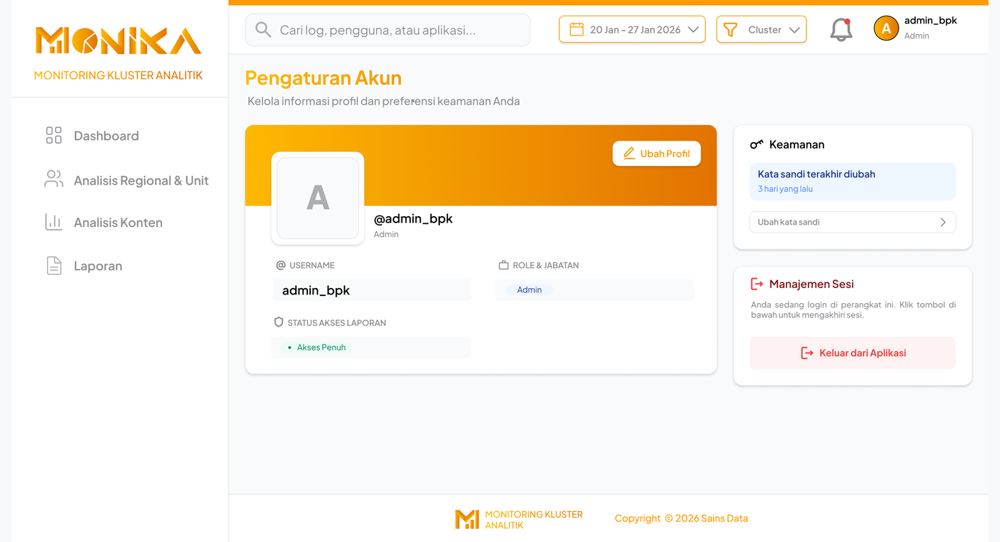 MONIKA
MONITORING KLUSTER ANALITIK
Cari log, pengguna, atau aplikasi...
20 Jan – 27 Jan 2026
Cluster
A
admin_bpk
Admin
Dashboard
Analisis Regional & Unit
Analisis Konten
Laporan
Pengaturan Akun
Kelola informasi profil dan preferensi keamanan Anda
Ubah Profil
A
@admin_bpk
Admin
@ USERNAME
admin_bpk
ROLE & JABATAN
Admin
STATUS AKSES LAPORAN
• Akses Penuh
Keamanan
Kata sandi terakhir diubah
3 hari yang lalu
Ubah kata sandi
Manajemen Sesi
Anda sedang login di perangkat ini. Klik tombol di
bawah untuk mengakhiri sesi.
Keluar dari Aplikasi
MONITORING KLUSTER
ANALITIK
Copyright © 2026 Sains Data